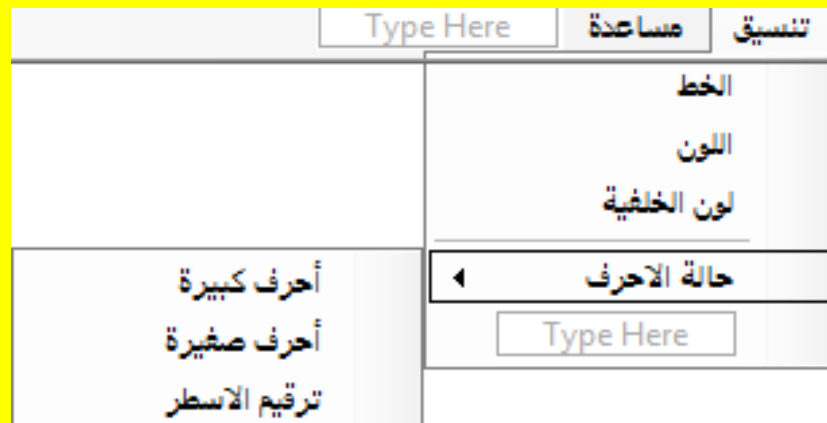 تنسيق مساعدة Type Here
الخط
اللون
لون الخلفية
حالة الاحرف
Type Here
أحرف كبيرة
أحرف صغيرة
ترقيم الاسطر